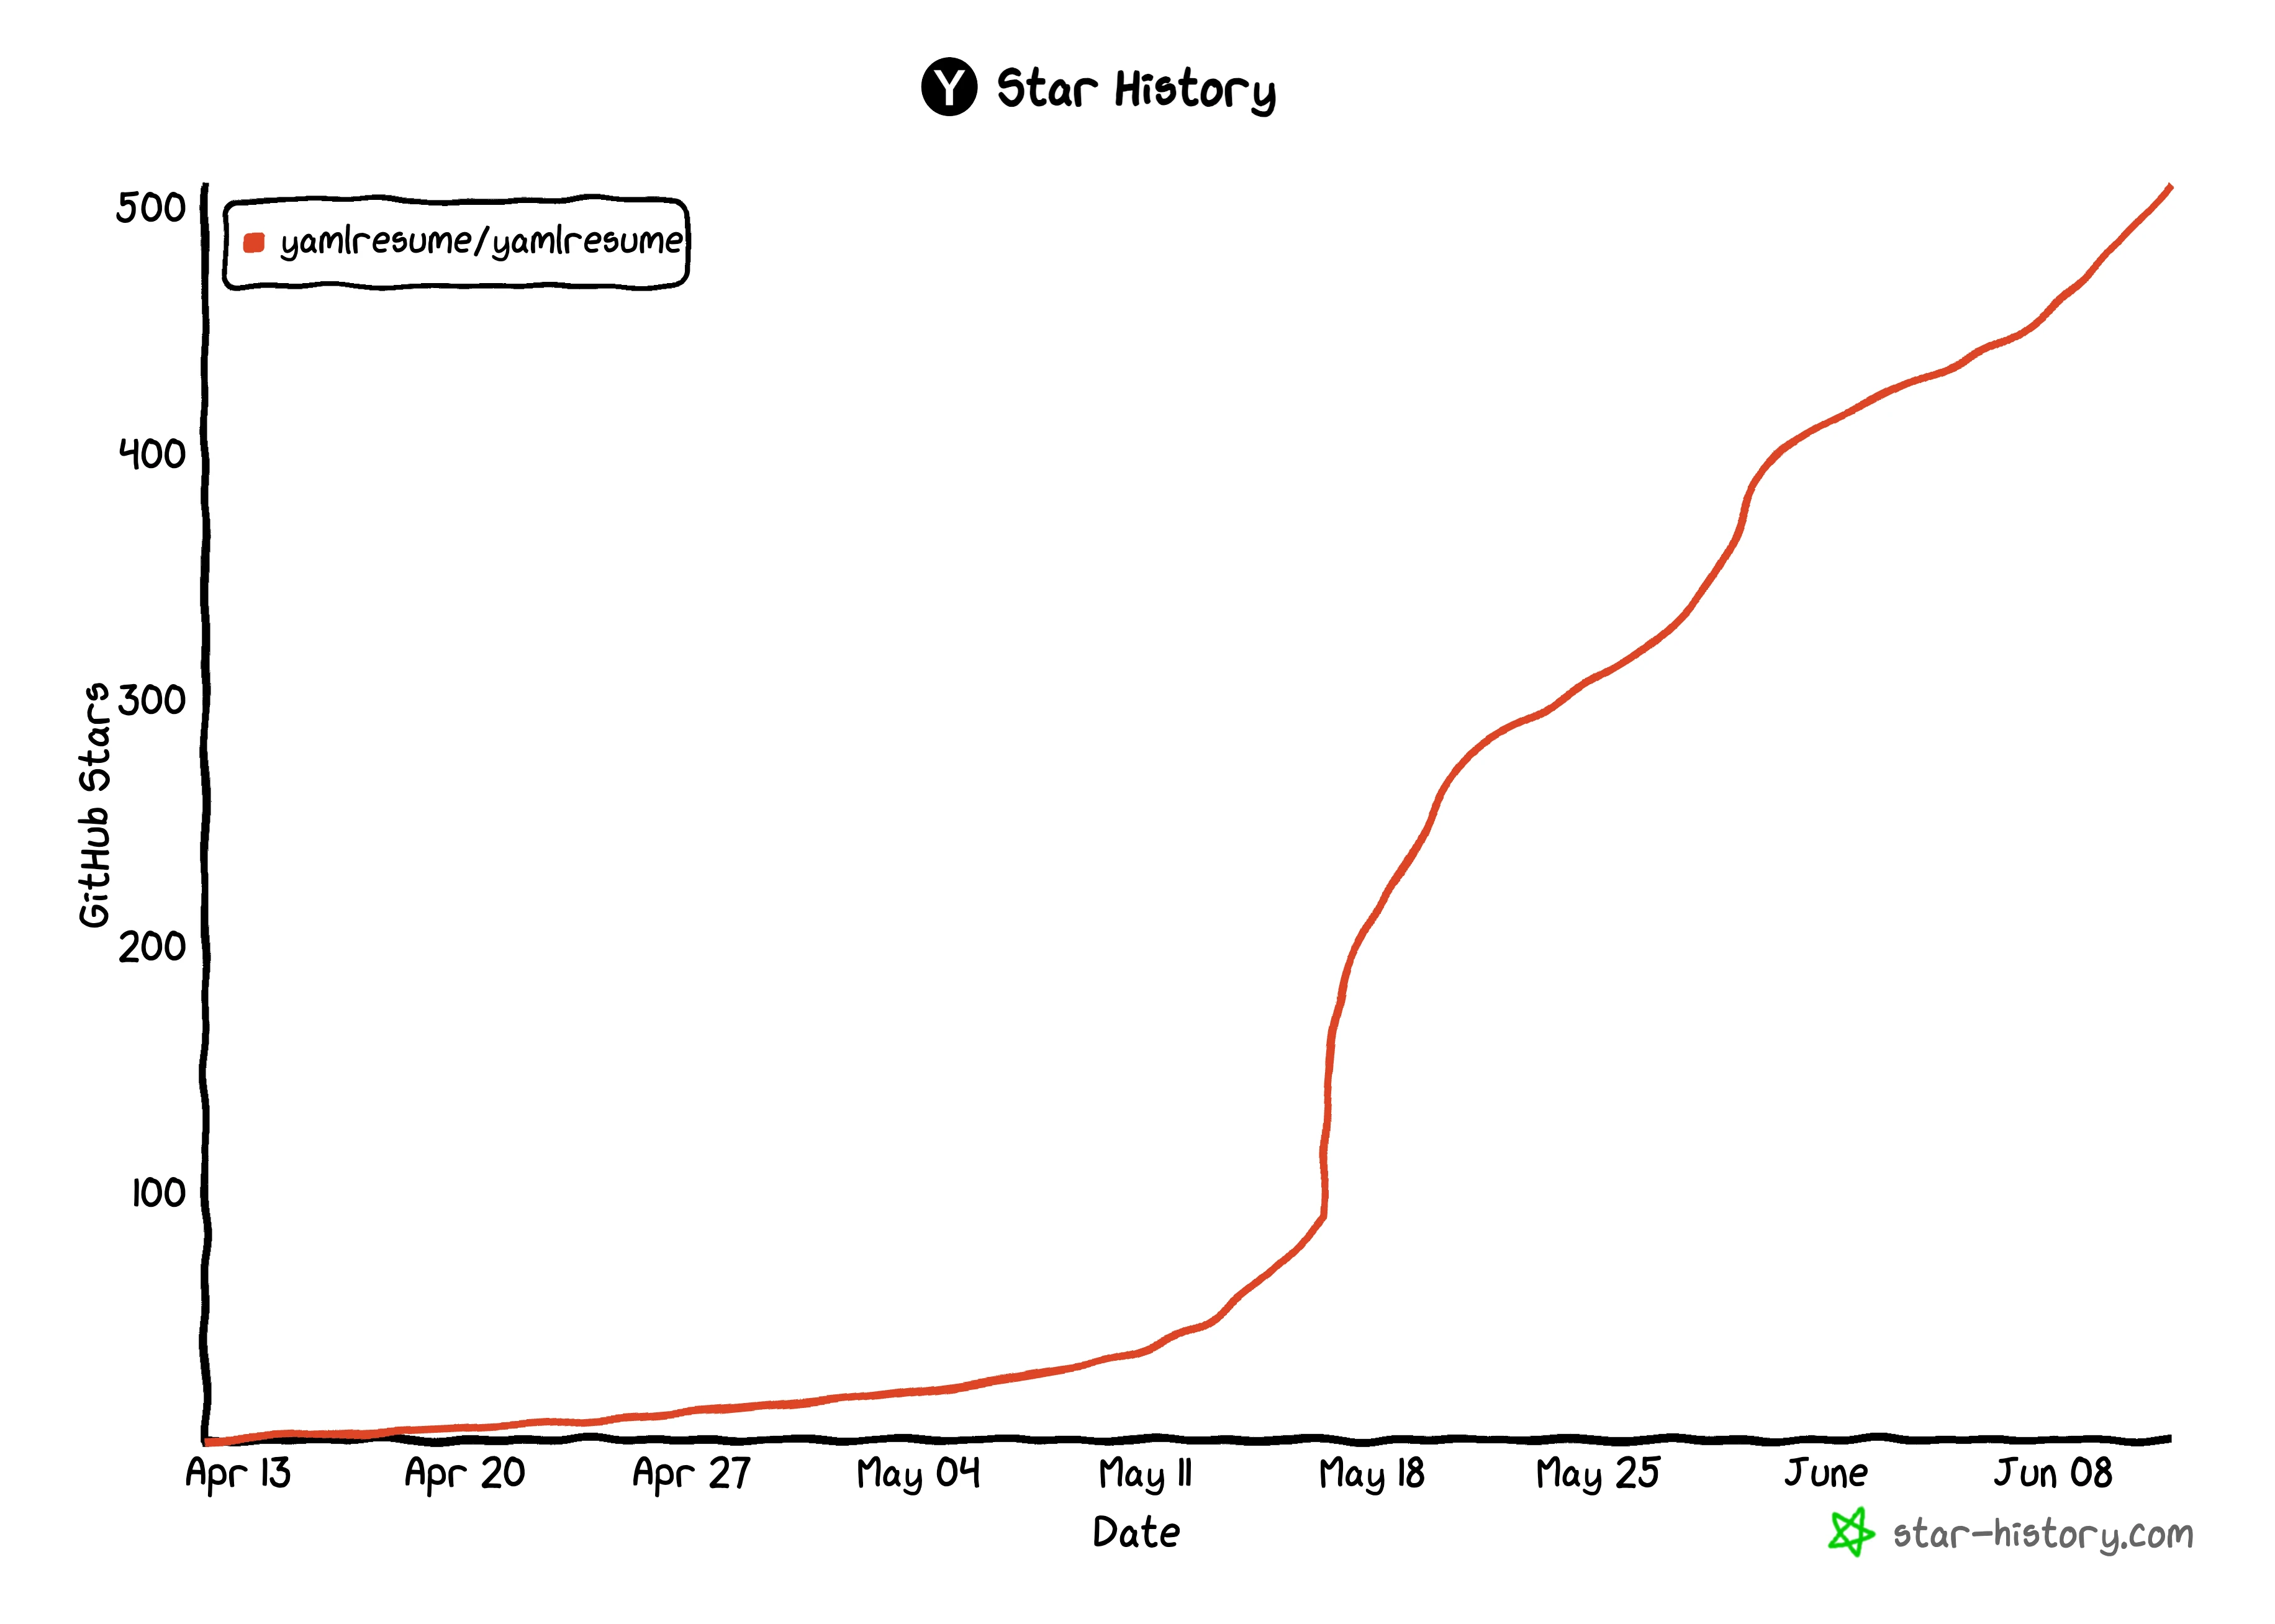 Y Star History
yamlresume/yamlresume
500
400
300
200
100
GitHub Stars
Apr 13 Apr 20 Apr 27 May 04 May 11 May 18 May 25 June Jun 08
Date
star-history.com